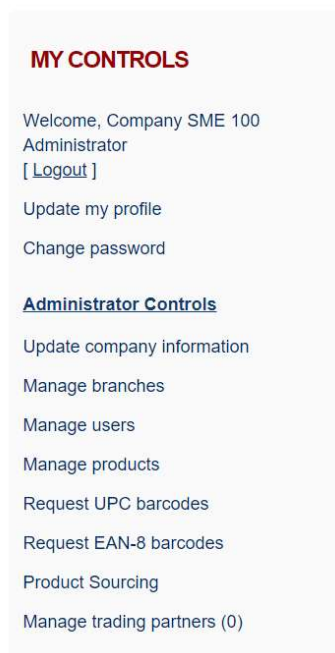 MY CONTROLS
Welcome, Company SME 100
Administrator
[ Logout ]
Update my profile
Change password
Administrator Controls
Update company information
Manage branches
Manage users
Manage products
Request UPC barcodes
Request EAN-8 barcodes
Product Sourcing
Manage trading partners (0)